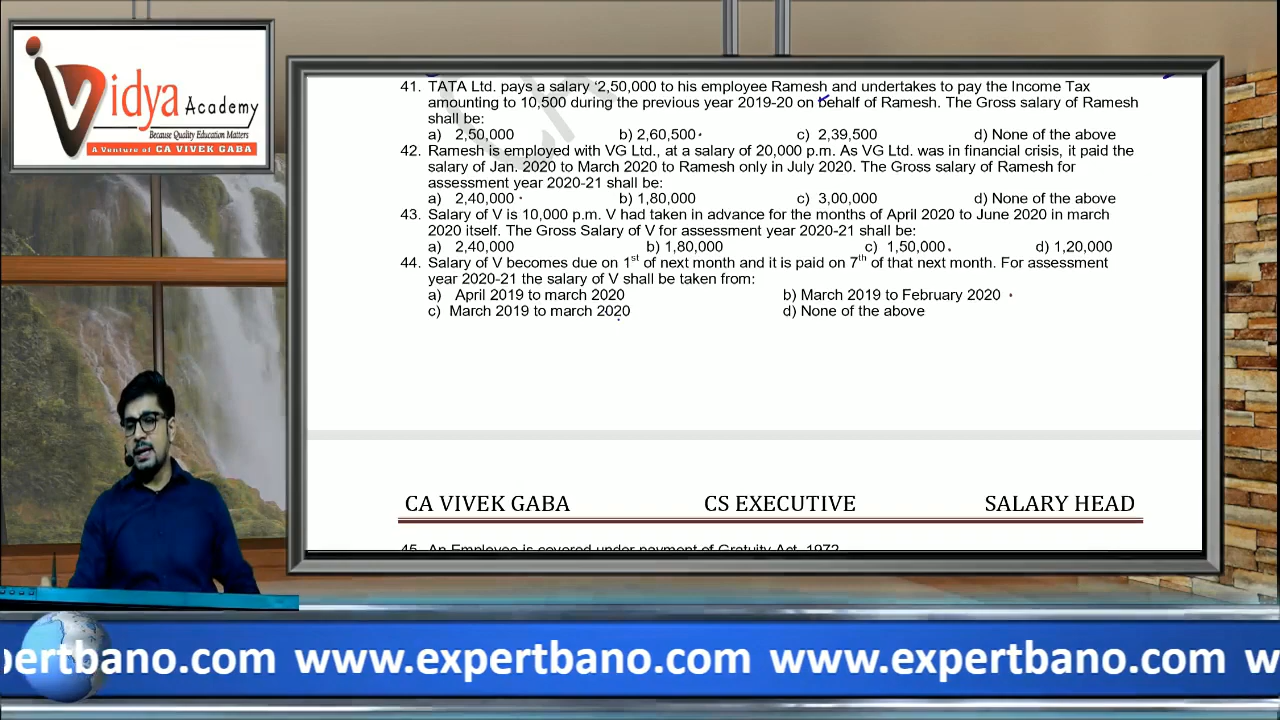 Vidya Academy
Because Quality Education Matters
A Venture of CA VIVEK GABA
41. TATA Ltd. pays a salary ‘2,50,000 to his employee Ramesh and undertakes to pay the Income Tax
amounting to 10,500 during the previous year 2019-20 on behalf of Ramesh. The Gross salary of Ramesh
shall be:
a) 2,50,000 b) 2,60,500 c) 2,39,500 d) None of the above
42. Ramesh is employed with VG Ltd., at a salary of 20,000 p.m. As VG Ltd. was in financial crisis, it paid the
salary of Jan. 2020 to March 2020 to Ramesh only in July 2020. The Gross salary of Ramesh for
assessment year 2020-21 shall be:
a) 2,40,000 b) 1,80,000 c) 3,00,000 d) None of the above
43. Salary of V is 10,000 p.m. V had taken in advance for the months of April 2020 to June 2020 in march
2020 itself. The Gross Salary of V for assessment year 2020-21 shall be:
a) 2,40,000 b) 1,80,000 c) 1,50,000 d) 1,20,000
44. Salary of V becomes due on 1st of next month and it is paid on 7th of that next month. For assessment
year 2020-21 the salary of V shall be taken from:
a) April 2019 to march 2020 b) March 2019 to February 2020
c) March 2019 to march 2020 d) None of the above
CA VIVEK GABA CS EXECUTIVE SALARY HEAD
45. An Employee is covered under payment of Gratuity Act, 1972
pertbano.com www.expertbano.com www.expertbano.com w